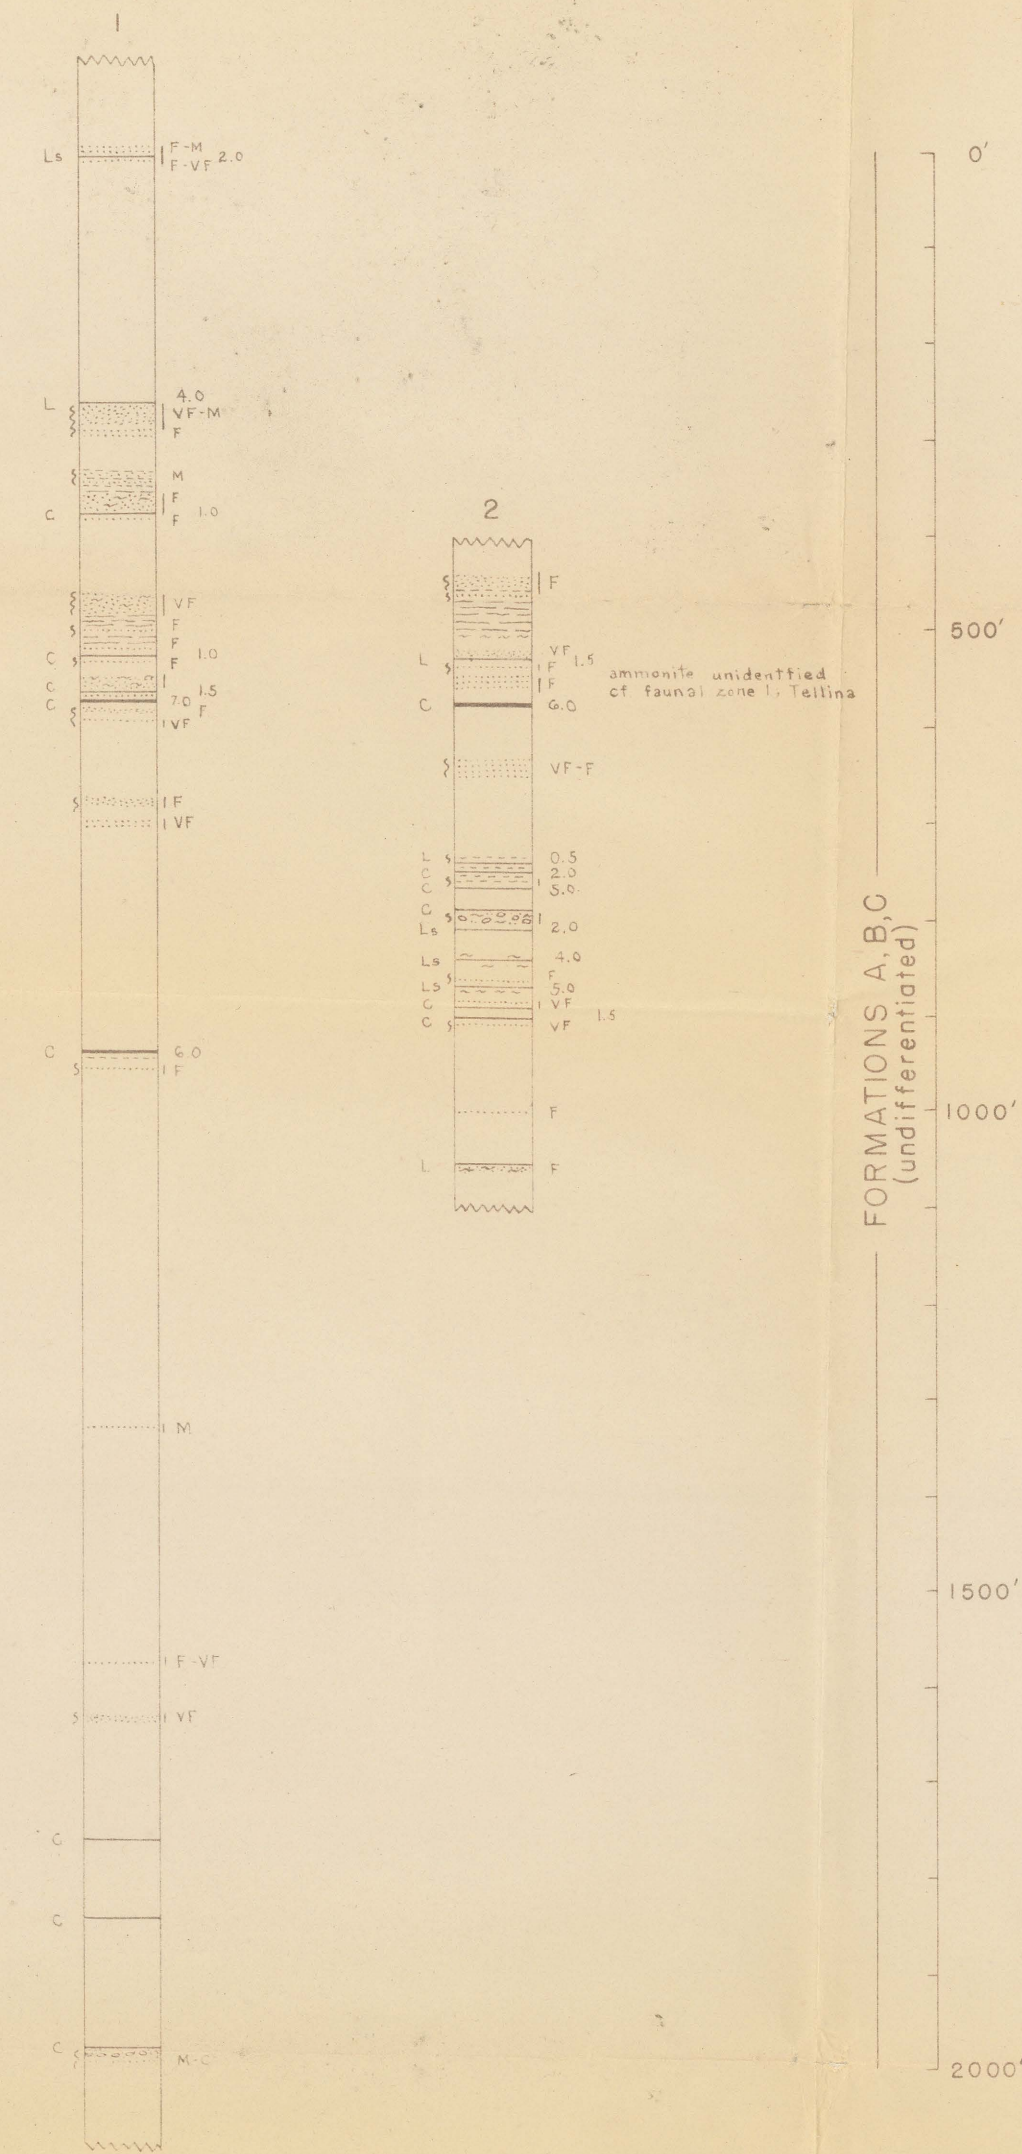 1
F-M
Ls
F-VF 2.0
4.0
L
VF-M
F
M
F
C
F 1.0
VF
F
F
C
F 1.0
C
1.5
C
7.0 F
VF
F
VF
C
6.0
F
M
F-VF
VF
C
C
C
M-C
2
F
VF
L
F 1.5
F
ammonite unidentfied
cf faunal zone 1, Tellina
C
6.0
VF-F
L
0.5
C
2.0
C
5.0
C
Ls
2.0
Ls
4.0
F
Ls
5.0
C
VF
C
VF 1.5
F
L
F
FORMATIONS A,B,C
(undifferentiated)
0'
500'
1000'
1500'
2000'